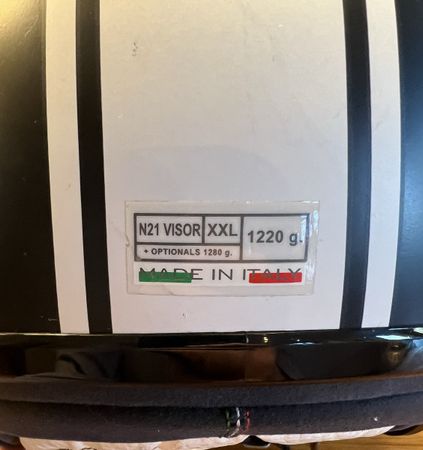 N21 VISOR XXL 1220 g.
+ OPTIONALS 1280 g.
MADE IN ITALY